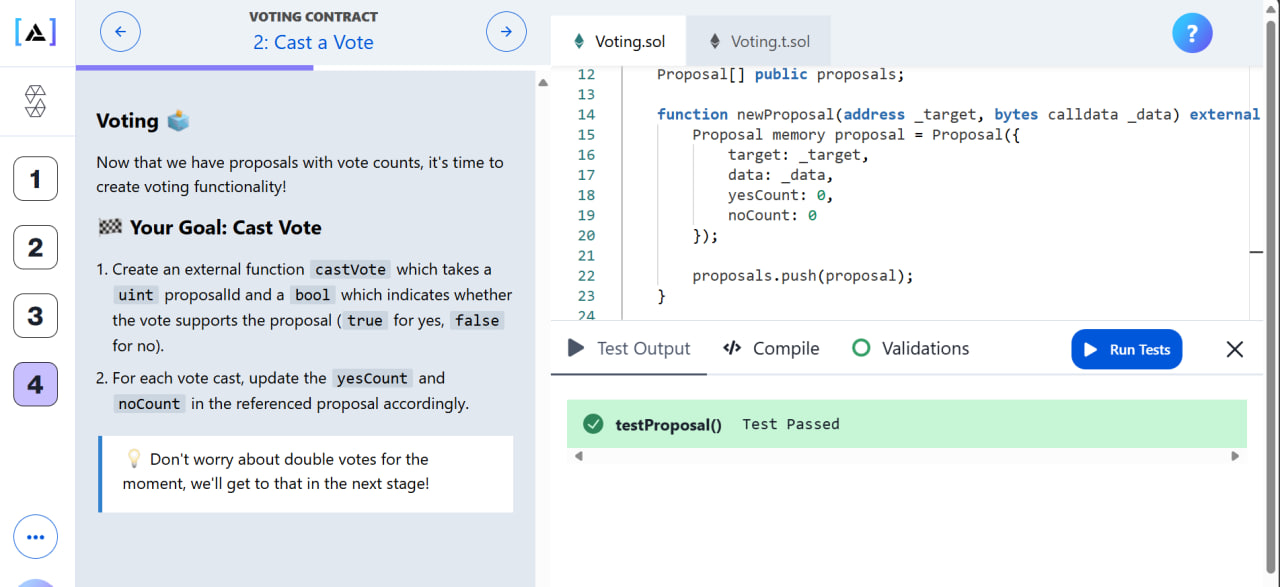 [A]
VOTING CONTRACT
2: Cast a Vote
1
2
3
4
Voting
Now that we have proposals with vote counts, it's time to
create voting functionality!
Your Goal: Cast Vote
1. Create an external function castVote which takes a
uint proposalId and a bool which indicates whether
the vote supports the proposal ( true for yes, false
for no).
2. For each vote cast, update the yesCount and
noCount in the referenced proposal accordingly.
Don't worry about double votes for the
moment, we'll get to that in the next stage!
Voting.sol
Voting.t.sol
?
12 Proposal[] public proposals;
13
14 function newProposal(address _target, bytes calldata _data) external
15 Proposal memory proposal = Proposal({
16 target: _target,
17 data: _data,
18 yesCount: 0,
19 noCount: 0
20 });
21
22 proposals.push(proposal);
23 }
24
Test Output
Compile
Validations
Run Tests
testProposal() Test Passed